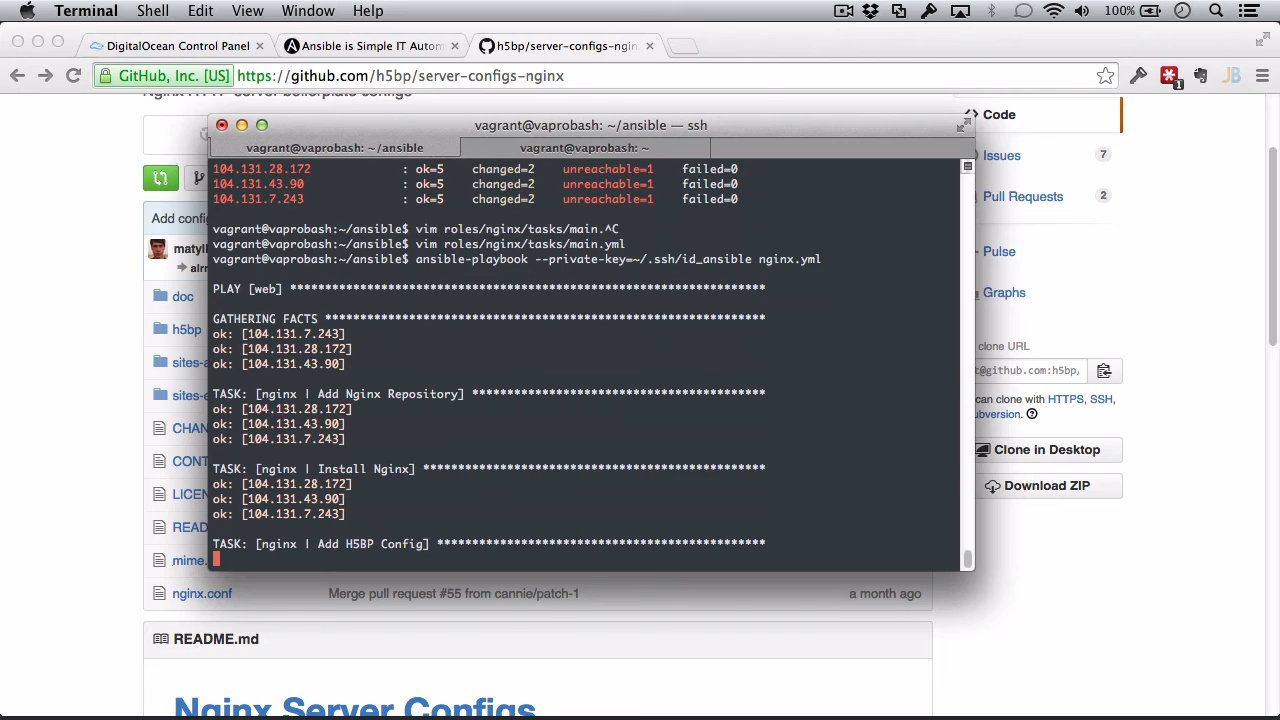 Terminal Shell Edit View Window Help 100%
DigitalOcean Control Panel Ansible is Simple IT Autom h5bp/server-configs-ngin
GitHub, Inc. [US] https://github.com/h5bp/server-configs-nginx 1 JB
vagrant@vaprobash: ~/ansible — ssh
vagrant@vaprobash: ~/ansible vagrant@vaprobash: ~
104.131.28.172 : ok=5 changed=2 unreachable=1 failed=0
104.131.43.90 : ok=5 changed=2 unreachable=1 failed=0
104.131.7.243 : ok=5 changed=2 unreachable=1 failed=0
vagrant@vaprobash:~/ansible$ vim roles/nginx/tasks/main.^C
vagrant@vaprobash:~/ansible$ vim roles/nginx/tasks/main.yml
vagrant@vaprobash:~/ansible$ ansible-playbook --private-key=~/.ssh/id_ansible nginx.yml
PLAY [web] ********************************************************************
GATHERING FACTS ***************************************************************
ok: [104.131.7.243]
ok: [104.131.28.172]
ok: [104.131.43.90]
TASK: [nginx | Add Nginx Repository] ******************************************
ok: [104.131.28.172]
ok: [104.131.43.90]
ok: [104.131.7.243]
TASK: [nginx | Install Nginx] *************************************************
ok: [104.131.28.172]
ok: [104.131.43.90]
ok: [104.131.7.243]
TASK: [nginx | Add H5BP Config] ***********************************************
Add config
matyl
doc
h5bp
sites-a
sites-e
CHAN
CONT
LICEN
READ
mime.
nginx.conf Merge pull request #55 from cannie/patch-1 a month ago
README.md
Nginx Server Configs
Code
Issues 7
Pull Requests 2
Pulse
Graphs
clone URL
t@github.com:h5bp/
can clone with HTTPS, SSH,
bversion.
Clone in Desktop
Download ZIP